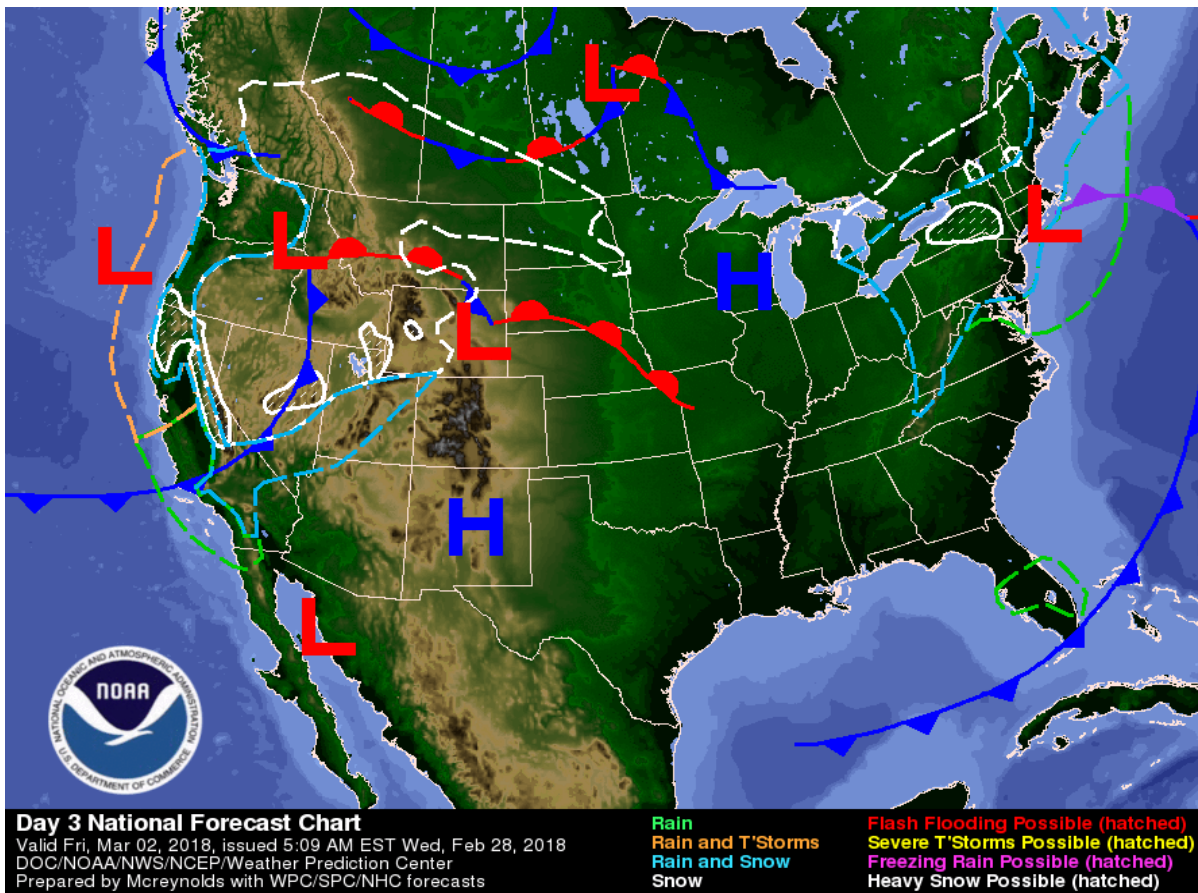 L
L
H
L
L
L
H
L
NOAA
NATIONAL OCEANIC AND ATMOSPHERIC ADMINISTRATION
U.S. DEPARTMENT OF COMMERCE
Day 3 National Forecast Chart
Valid Fri, Mar 02, 2018, issued 5:09 AM EST Wed, Feb 28, 2018
DOC/NOAA/NWS/NCEP/Weather Prediction Center
Prepared by Mcreynolds with WPC/SPC/NHC forecasts
Rain
Rain and T'Storms
Rain and Snow
Snow
Flash Flooding Possible (hatched)
Severe T'Storms Possible (hatched)
Freezing Rain Possible (hatched)
Heavy Snow Possible (hatched)